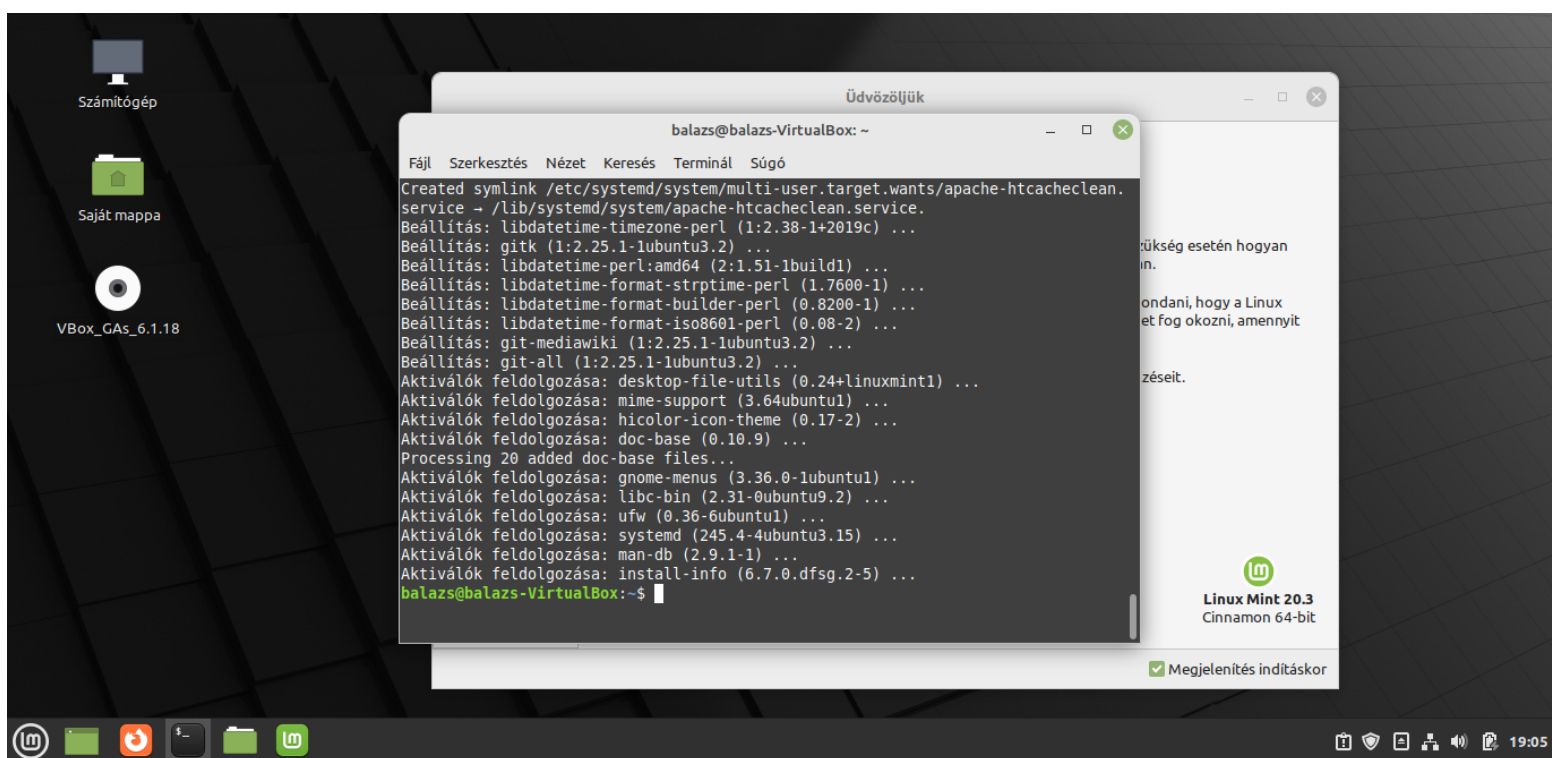 Számítógép
Saját mappa
VBox_GAs_6.1.18
Üdvözöljük
balazs@balazs-VirtualBox: ~
Fájl Szerkesztés Nézet Keresés Terminál Súgó
Created symlink /etc/systemd/system/multi-user.target.wants/apache-htcacheclean.
service → /lib/systemd/system/apache-htcacheclean.service.
Beállítás: libdatetime-timezone-perl (1:2.38-1+2019c) ...
Beállítás: gitk (1:2.25.1-1ubuntu3.2) ...
Beállítás: libdatetime-perl:amd64 (2:1.51-1build1) ...
Beállítás: libdatetime-format-strptime-perl (1.7600-1) ...
Beállítás: libdatetime-format-builder-perl (0.8200-1) ...
Beállítás: libdatetime-format-iso8601-perl (0.08-2) ...
Beállítás: git-mediawiki (1:2.25.1-1ubuntu3.2) ...
Beállítás: git-all (1:2.25.1-1ubuntu3.2) ...
Aktiválók feldolgozása: desktop-file-utils (0.24+linuxmint1) ...
Aktiválók feldolgozása: mime-support (3.64ubuntu1) ...
Aktiválók feldolgozása: hicolor-icon-theme (0.17-2) ...
Aktiválók feldolgozása: doc-base (0.10.9) ...
Processing 20 added doc-base files...
Aktiválók feldolgozása: gnome-menus (3.36.0-1ubuntu1) ...
Aktiválók feldolgozása: libc-bin (2.31-0ubuntu9.2) ...
Aktiválók feldolgozása: ufw (0.36-6ubuntu1) ...
Aktiválók feldolgozása: systemd (245.4-4ubuntu3.15) ...
Aktiválók feldolgozása: man-db (2.9.1-1) ...
Aktiválók feldolgozása: install-info (6.7.0.dfsg.2-5) ...
balazs@balazs-VirtualBox:~$
esetén hogyan
hogy a Linux
et fog okozni, amennyit
zéseit.
Linux Mint 20.3
Cinnamon 64-bit
Megjelenítés indításkor
19:05